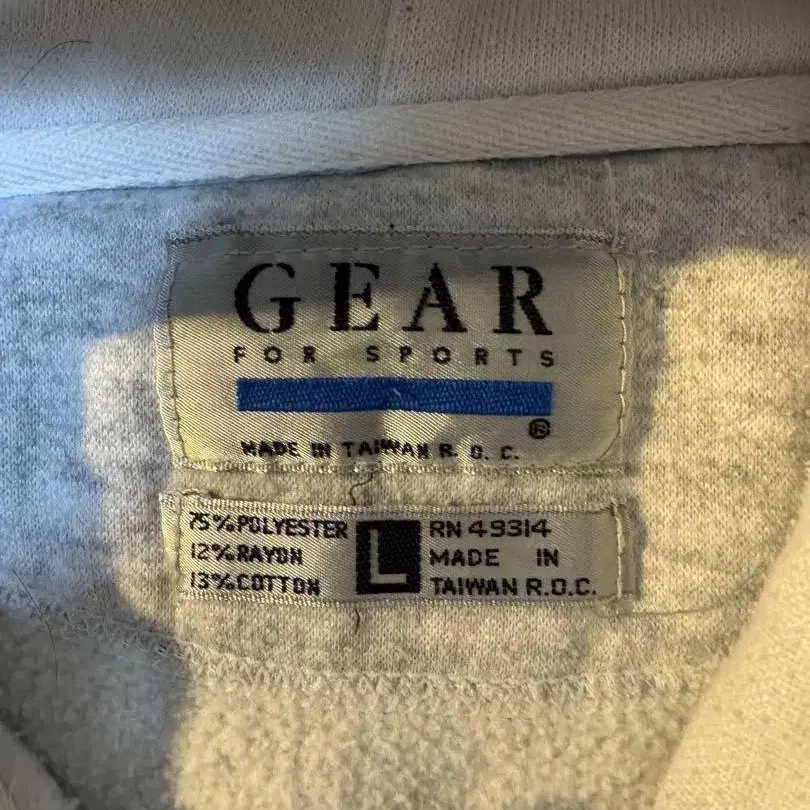 GEAR
FOR SPORTS
®
MADE IN TAIWAN R.O.C.
75%POLYESTER
12%RAYON
13%COTTON
L
RN 49314
MADE IN
TAIWAN R.O.C.